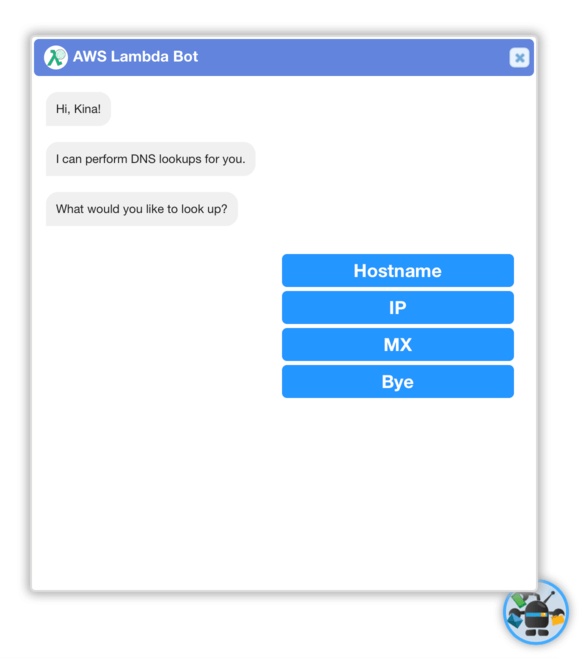 AWS Lambda Bot
Hi, Kina!
I can perform DNS lookups for you.
What would you like to look up?
Hostname
IP
MX
Bye